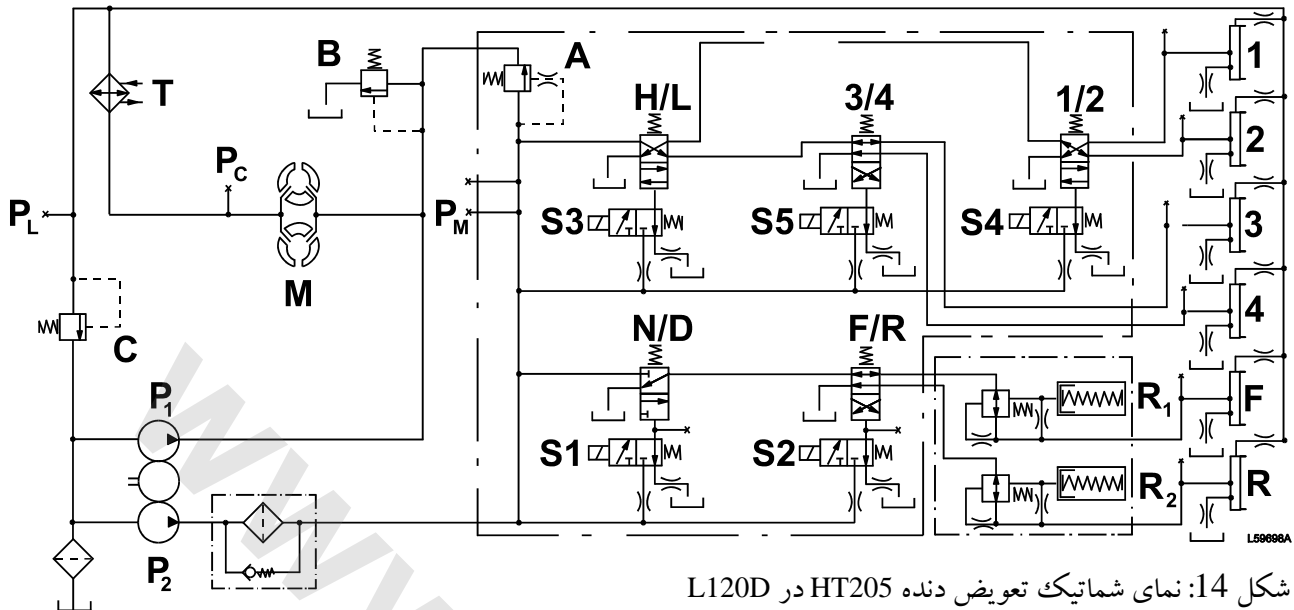 B
A
1
T
H/L
3/4
1/2
2
P_C
P_L
P_M
S3
S5
S4
3
M
4
C
N/D
F/R
P_1
R_1
F
S1
S2
R_2
R
P_2
L59698A
شکل 14: نمای شماتیک تعویض دنده HT205 در L120D